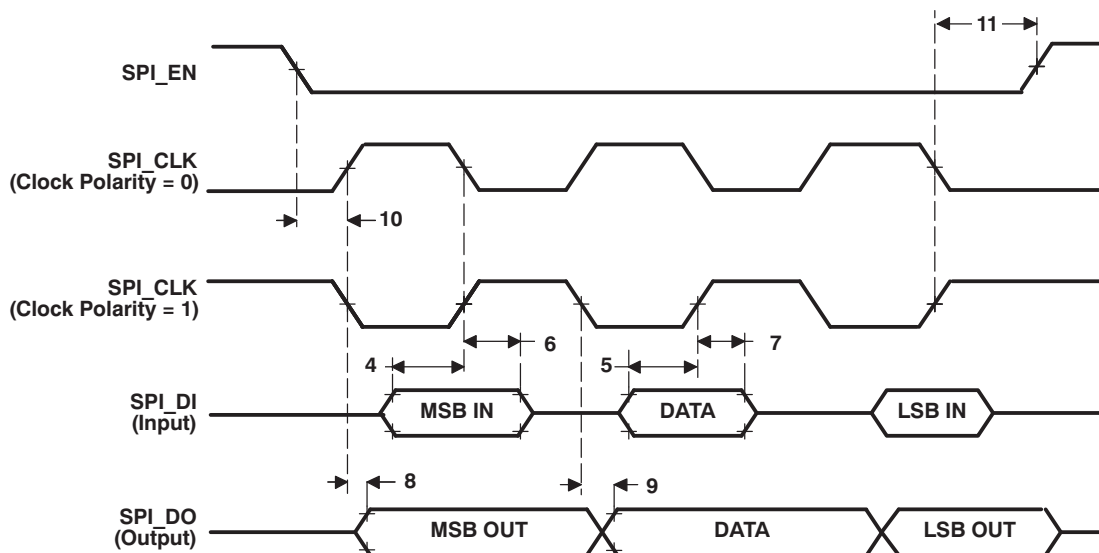 11
SPI_EN
SPI_CLK
(Clock Polarity = 0)
10
SPI_CLK
(Clock Polarity = 1)
4
6
5
7
SPI_DI
(Input)
MSB IN
DATA
LSB IN
8
9
SPI_DO
(Output)
MSB OUT
DATA
LSB OUT